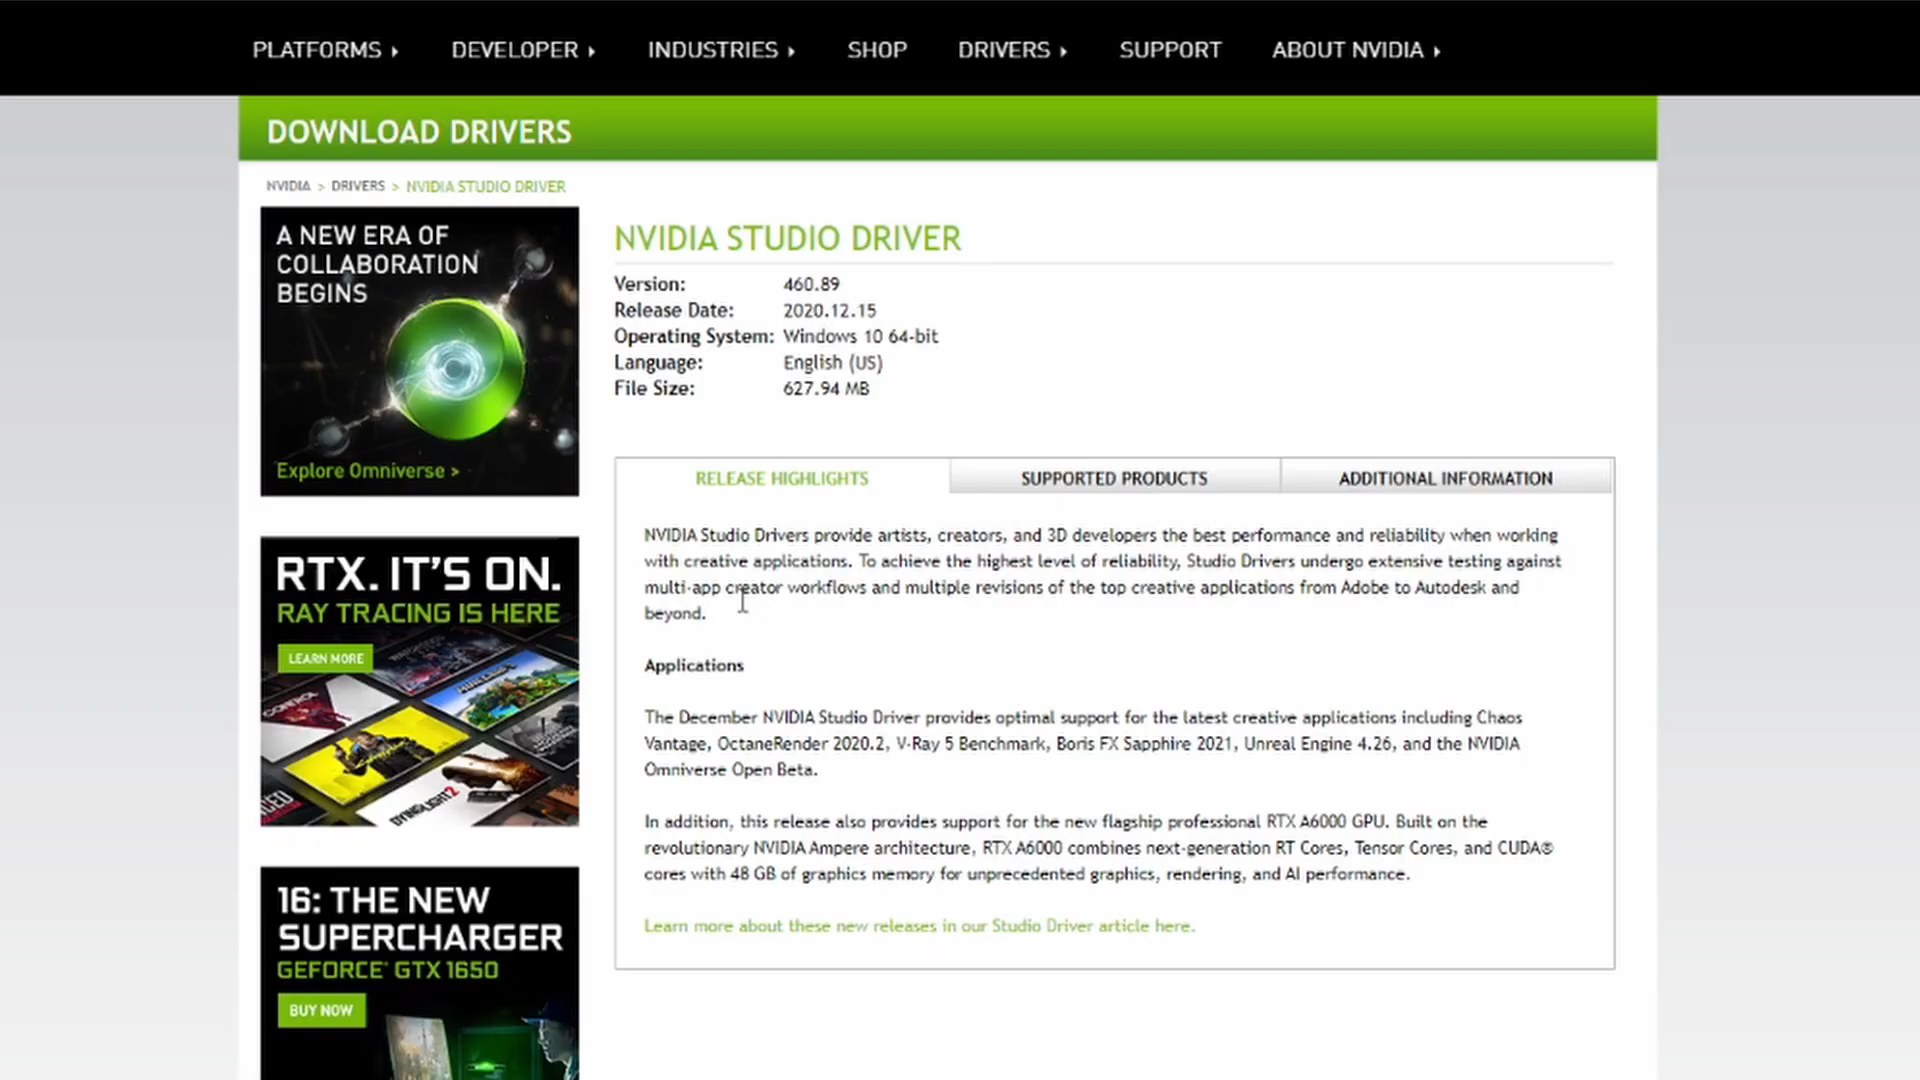 PLATFORMS DEVELOPER INDUSTRIES SHOP DRIVERS SUPPORT ABOUT NVIDIA
DOWNLOAD DRIVERS
NVIDIA > DRIVERS > NVIDIA STUDIO DRIVER
A NEW ERA OF
COLLABORATION
BEGINS
Explore Omniverse >
RTX. IT'S ON.
RAY TRACING IS HERE
LEARN MORE
CONTROL
MINECRAFT
DYING LIGHT 2
16: THE NEW
SUPERCHARGER
GEFORCE® GTX 1650
BUY NOW
NVIDIA STUDIO DRIVER
Version: 460.89
Release Date: 2020.12.15
Operating System: Windows 10 64-bit
Language: English (US)
File Size: 627.94 MB
RELEASE HIGHLIGHTS SUPPORTED PRODUCTS ADDITIONAL INFORMATION
NVIDIA Studio Drivers provide artists, creators, and 3D developers the best performance and reliability when working
with creative applications. To achieve the highest level of reliability, Studio Drivers undergo extensive testing against
multi-app creator workflows and multiple revisions of the top creative applications from Adobe to Autodesk and
beyond.
Applications
The December NVIDIA Studio Driver provides optimal support for the latest creative applications including Chaos
Vantage, OctaneRender 2020.2, V-Ray 5 Benchmark, Boris FX Sapphire 2021, Unreal Engine 4.26, and the NVIDIA
Omniverse Open Beta.
In addition, this release also provides support for the new flagship professional RTX A6000 GPU. Built on the
revolutionary NVIDIA Ampere architecture, RTX A6000 combines next-generation RT Cores, Tensor Cores, and CUDA®
cores with 48 GB of graphics memory for unprecedented graphics, rendering, and AI performance.
Learn more about these new releases in our Studio Driver article here.